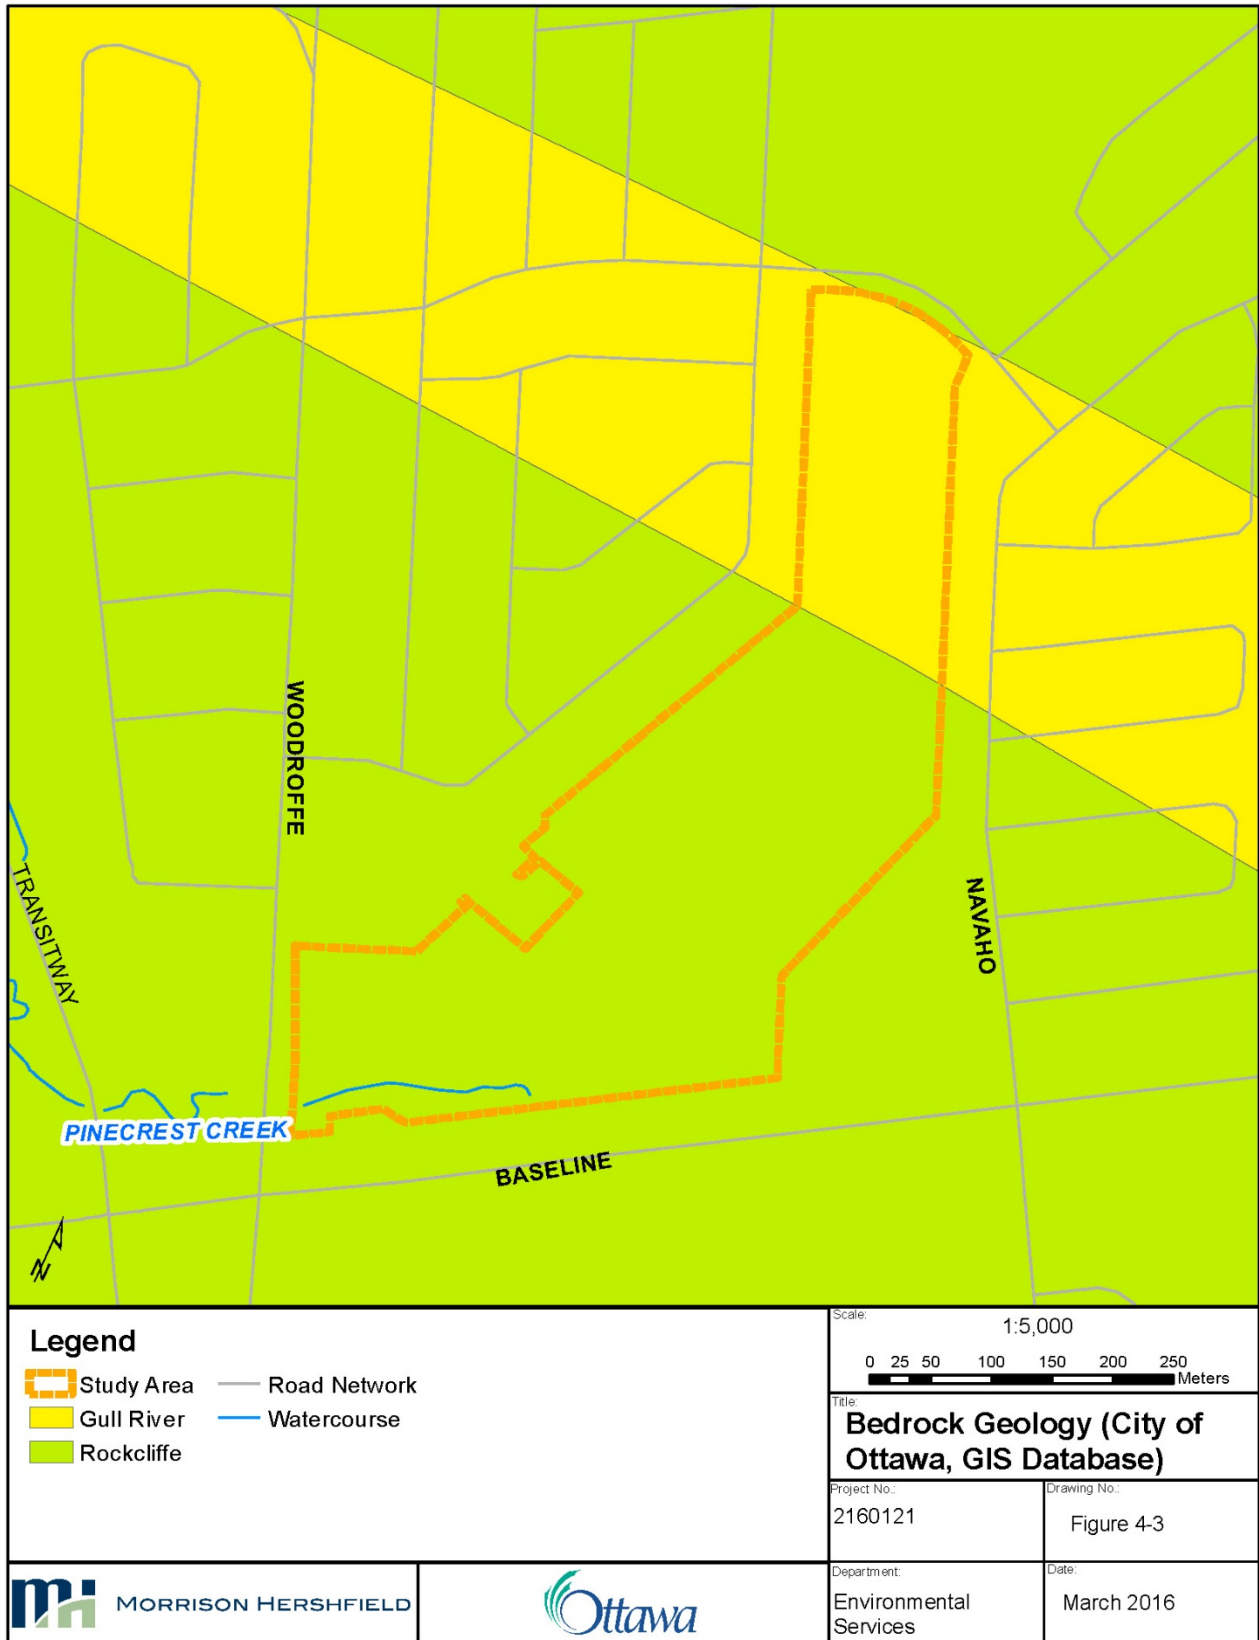 WOODROFFE
TRANSITWAY
NAVAHO
PINECREST CREEK
BASELINE
N
Legend
Study Area
Road Network
Gull River
Watercourse
Rockcliffe
Scale:
1:5,000
0 25 50 100 150 200 250
Meters
Title:
Bedrock Geology (City of
Ottawa, GIS Database)
Project No.:
2160121
Drawing No.:
Figure 4-3
Department:
Environmental
Services
Date:
March 2016
mh MORRISON HERSHFIELD
Ottawa